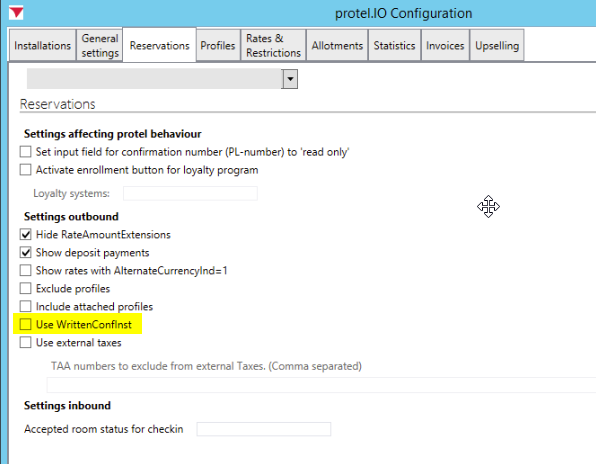 protel.IO Configuration
Installations
General settings
Reservations
Profiles
Rates & Restrictions
Allotments
Statistics
Invoices
Upselling
Reservations
Settings affecting protel behaviour
Set input field for confirmation number (PL-number) to 'read only'
Activate enrollment button for loyalty program
Loyalty systems:
Settings outbound
Hide RateAmountExtensions
Show deposit payments
Show rates with AlternateCurrencyInd=1
Exclude profiles
Include attached profiles
Use WrittenConfInst
Use external taxes
TAA numbers to exclude from external Taxes. (Comma separated)
Settings inbound
Accepted room status for checkin